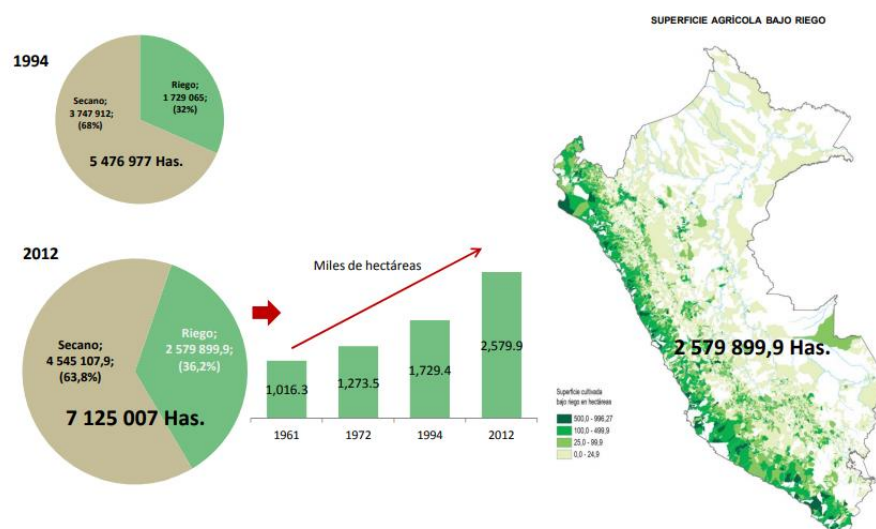 SUPERFICIE AGRÍCOLA BAJO RIEGO
1994
Riego;
1 729 065;
(32%)
Secano;
3 747 912;
(68%)
5 476 977 Has.
2012
Secano;
4 545 107,9;
(63,8%)
Riego;
2 579 899,9;
(36,2%)
7 125 007 Has.
Miles de hectáreas
1,016.3
1,273.5
1,729.4
2,579.9
1961
1972
1994
2012
2 579 899,9 Has.
Superficie cultivada
bajo riego en hectáreas
500,0 - 996,27
100,0 - 499,9
25,0 - 99,9
0,0 - 24,9